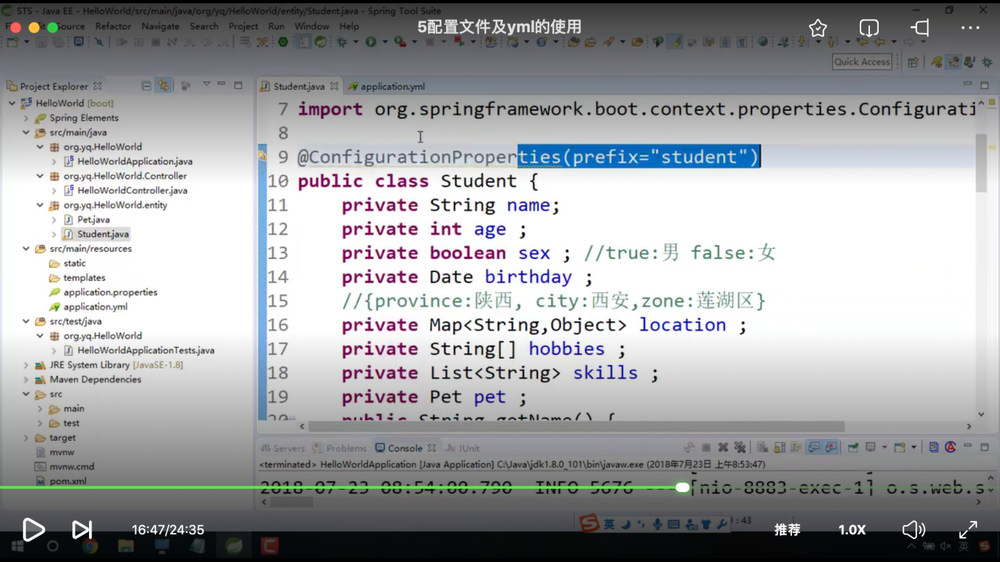 STS - Java EE - HelloWorld/src/main/java/org/yq/HelloWorld/entity/Student.java - Spring Tool Suite
Source Refactor Navigate Search Project Run Window Help
5配置文件及yml的使用
Quick Access
Project Explorer
HelloWorld [boot]
Spring Elements
src/main/java
org.yq.HelloWorld
HelloWorldApplication.java
org.yq.HelloWorld.Controller
HelloWorldController.java
org.yq.HelloWorld.entity
Pet.java
Student.java
src/main/resources
static
templates
application.properties
application.yml
src/test/java
org.yq.HelloWorld
HelloWorldApplicationTests.java
JRE System Library [JavaSE-1.8]
Maven Dependencies
src
main
test
target
mvnw
mvnw.cmd
pom.xml
Student.java
application.yml
7 import org.springframework.boot.context.properties.Configurati
8
9 @ConfigurationProperties(prefix="student")
10 public class Student {
11 private String name;
12 private int age ;
13 private boolean sex ; //true:男 false:女
14 private Date birthday ;
15 //{province:陕西, city:西安,zone:莲湖区}
16 private Map<String,Object> location ;
17 private String[] hobbies ;
18 private List<String> skills ;
19 private Pet pet ;
20 public String getName() {
Servers Problems Console JUnit
<terminated> HelloWorldApplication [Java Application] C:\Java\jdk1.8.0_101\bin\javaw.exe (2018年7月23日 上午8:53:47)
2018-07-23 08:54:00.790 INFO 5676 --- [nio-8883-exec-1] o.s.web.s
16:47/24:35
英
:43
推荐
1.0X
英